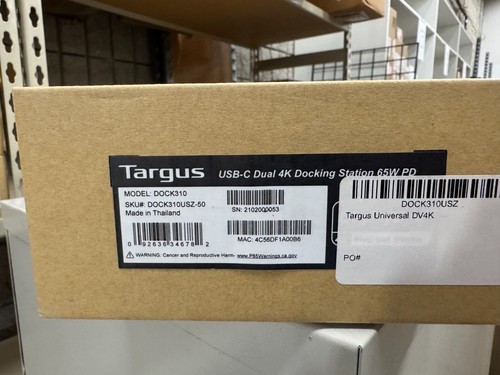 Targus USB-C Dual 4K Docking Station 65W PD
MODEL: DOCK310
SKU#: DOCK310USZ-50
Made in Thailand
SN: 2102000053
0 92636 34678 2
MAC: 4C56DF1A00B6
WARNING: Cancer and Reproductive Harm- www.P65Warnings.ca.gov
DOCK310USZ
Targus Universal DV4K
PO#